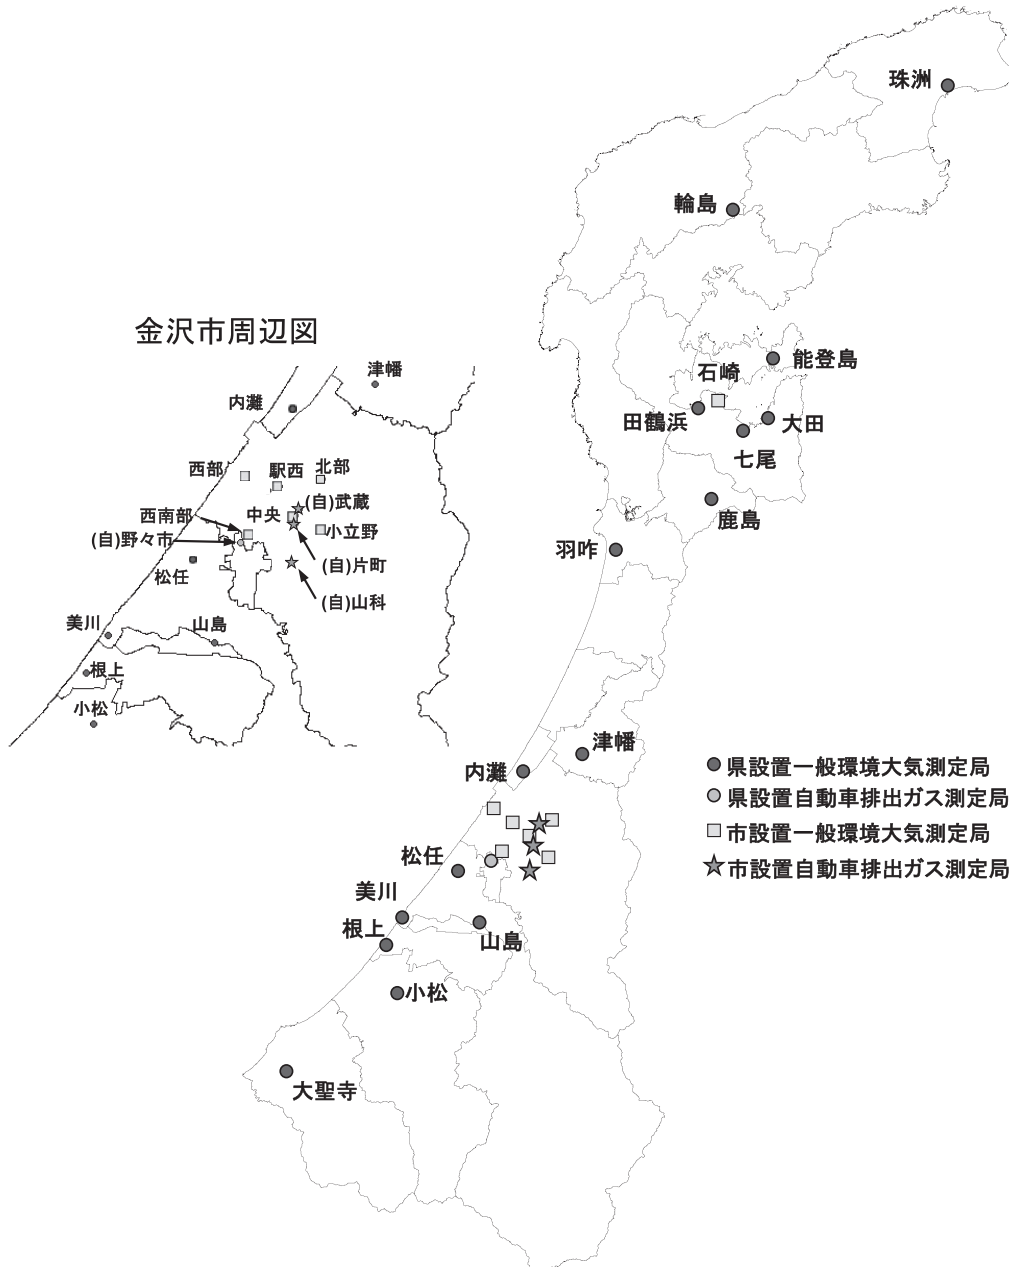 珠洲
輪島
能登島
石崎
田鶴浜
大田
七尾
鹿島
羽咋
金沢市周辺図
津幡
内灘
西部
駅西
北部
(自)武蔵
中央
西南部
小立野
(自)野々市
(自)片町
松任
(自)山科
美川
山島
根上
小松
津幡
内灘
松任
美川
根上
山島
小松
大聖寺
県設置一般環境大気測定局
県設置自動車排出ガス測定局
市設置一般環境大気測定局
市設置自動車排出ガス測定局